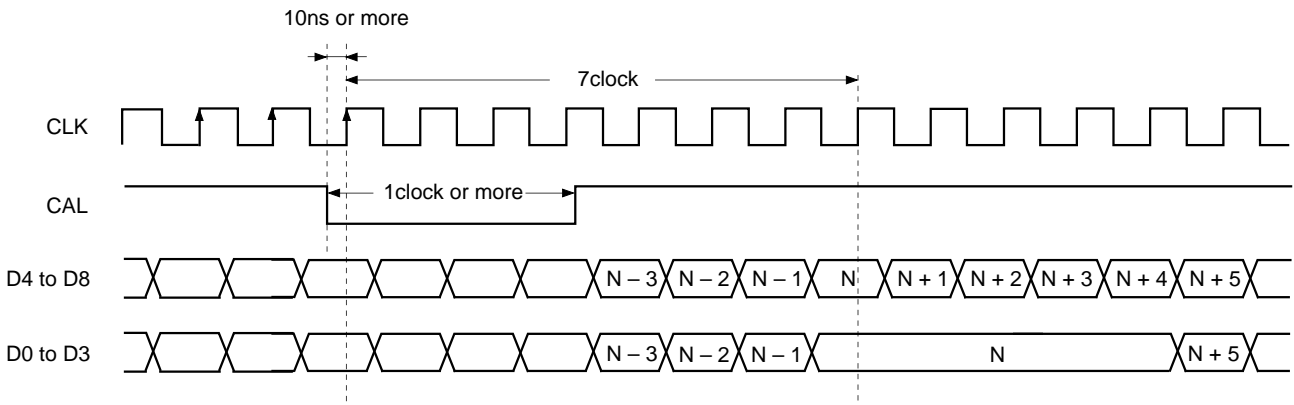 10ns or more
7clock
CLK
1clock or more
CAL
D4 to D8 N – 3 N – 2 N – 1 N N + 1 N + 2 N + 3 N + 4 N + 5
D0 to D3 N – 3 N – 2 N – 1 N N + 5